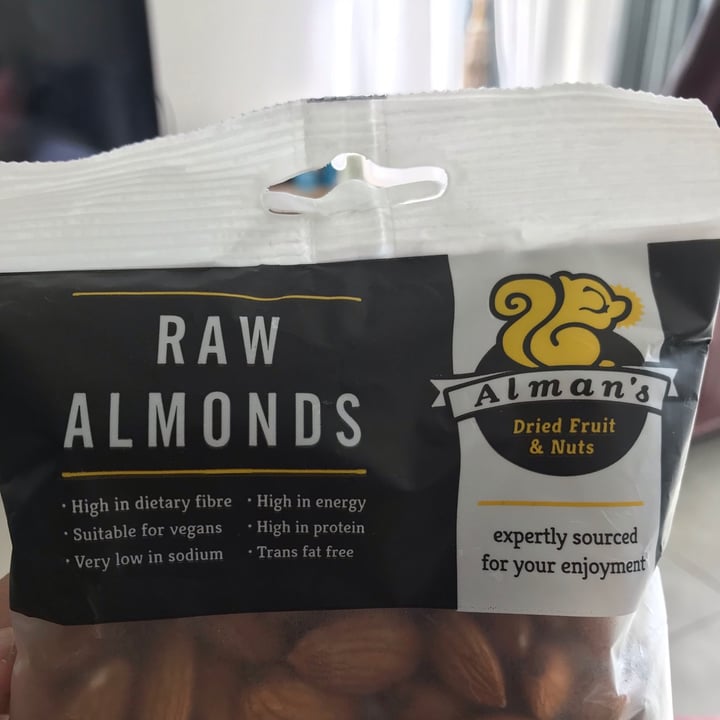 RAW
ALMONDS
· High in dietary fibre
· Suitable for vegans
· Very low in sodium
· High in energy
· High in protein
· Trans fat free
Alman's
Dried Fruit
& Nuts
expertly sourced
for your enjoyment